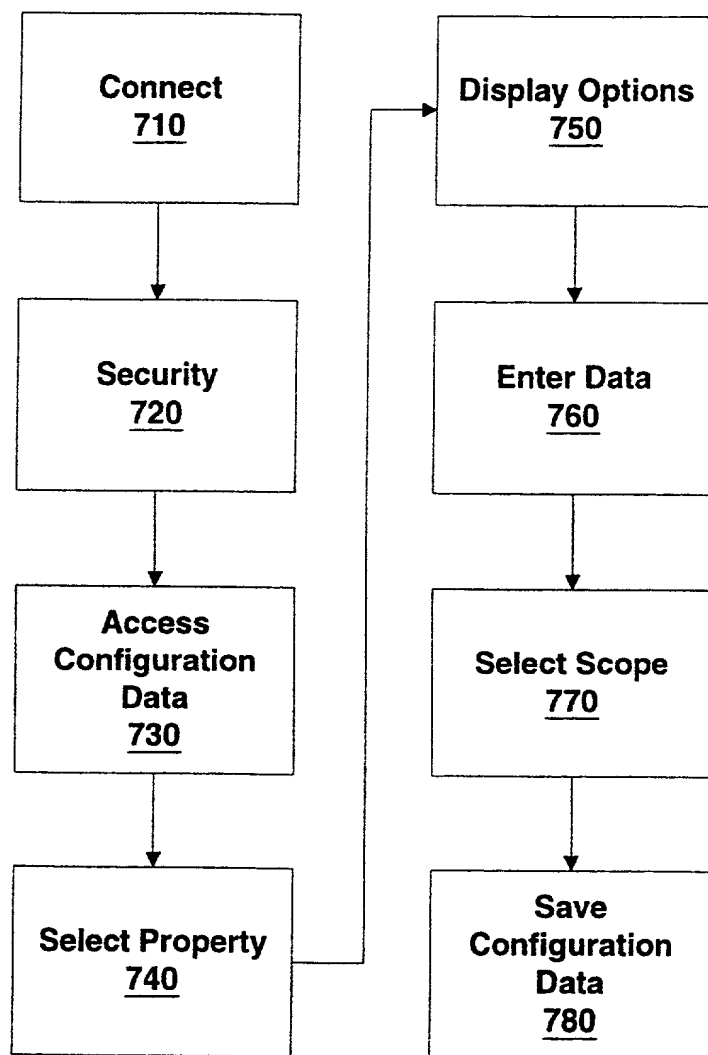 Connect
710
Security
720
Access
Configuration
Data
730
Select Property
740
Display Options
750
Enter Data
760
Select Scope
770
Save
Configuration
Data
780